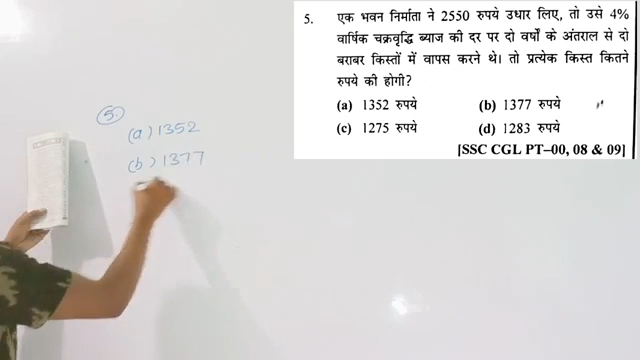 5. एक भवन निर्माता ने 2550 रुपये उधार लिए, तो उसे 4%
वार्षिक चक्रवृद्धि ब्याज की दर पर दो वर्षों के अंतराल से दो
बराबर किस्तों में वापस करने थे। तो प्रत्येक किस्त कितने
रुपये की होगी?
(a) 1352 रुपये (b) 1377 रुपये
(c) 1275 रुपये (d) 1283 रुपये
[SSC CGL PT–00, 08 & 09]
5.
(a) 1352
(b) 1377